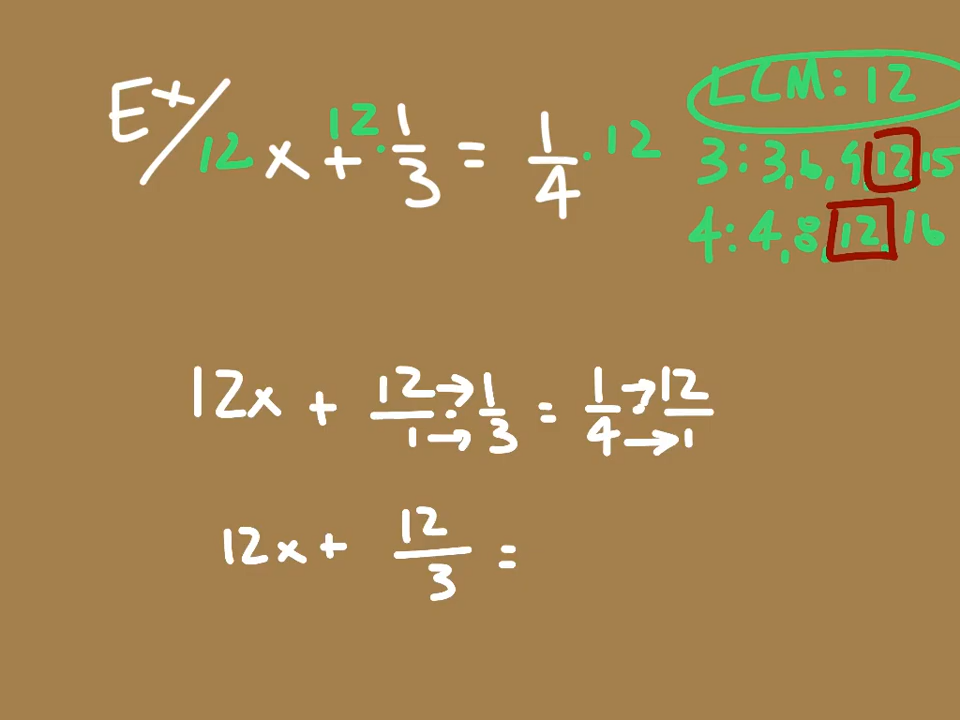 Ex/ 12x + 12 · 1/3 = 1/4 · 12
LCM: 12
3: 3, 6, 9, 12, 15
4: 4, 8, 12, 16
12x + 12/1 → · → 1/3 = 1/4 → · → 12/1
12x + 12/3 =